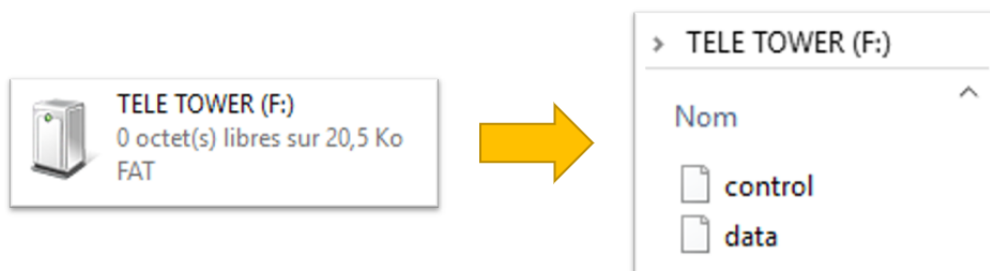 TELE TOWER (F:)
0 octet(s) libres sur 20,5 Ko
FAT
TELE TOWER (F:)
Nom
control
data